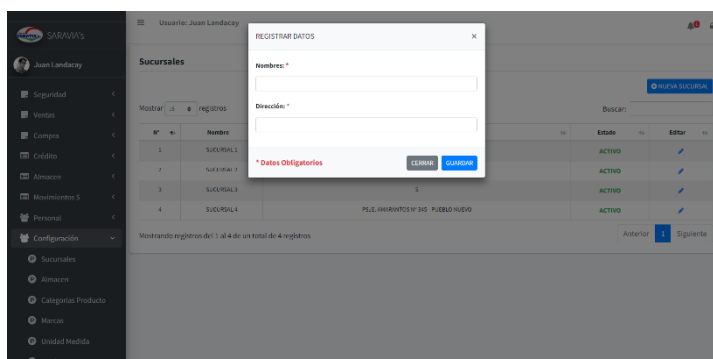 SARAVIA's
Usuario: Juan Landacay
Juan Landacay
Seguridad
Ventas
Compra
Crédito
Almacen
Movimientos S
Personal
Configuración
Sucursales
Almacen
Categorias Producto
Marcas
Unidad Medida
REGISTRAR DATOS ×
Nombres: *
Dirección: *
* Datos Obligatorios CERRAR GUARDAR
Sucursales
NUEVA SUCURSAL
Mostrar registros Buscar:
N° Nombre Estado Editar
1 SUCURSAL 1 ACTIVO
2 SUCURSAL 2 ACTIVO
3 SUCURSAL 3 S ACTIVO
4 SUCURSAL 4 PSJE. AMARANTOS N° 345 - PUEBLO NUEVO ACTIVO
Mostrando registros del 1 al 4 de un total de 4 registros
Anterior 1 Siguiente